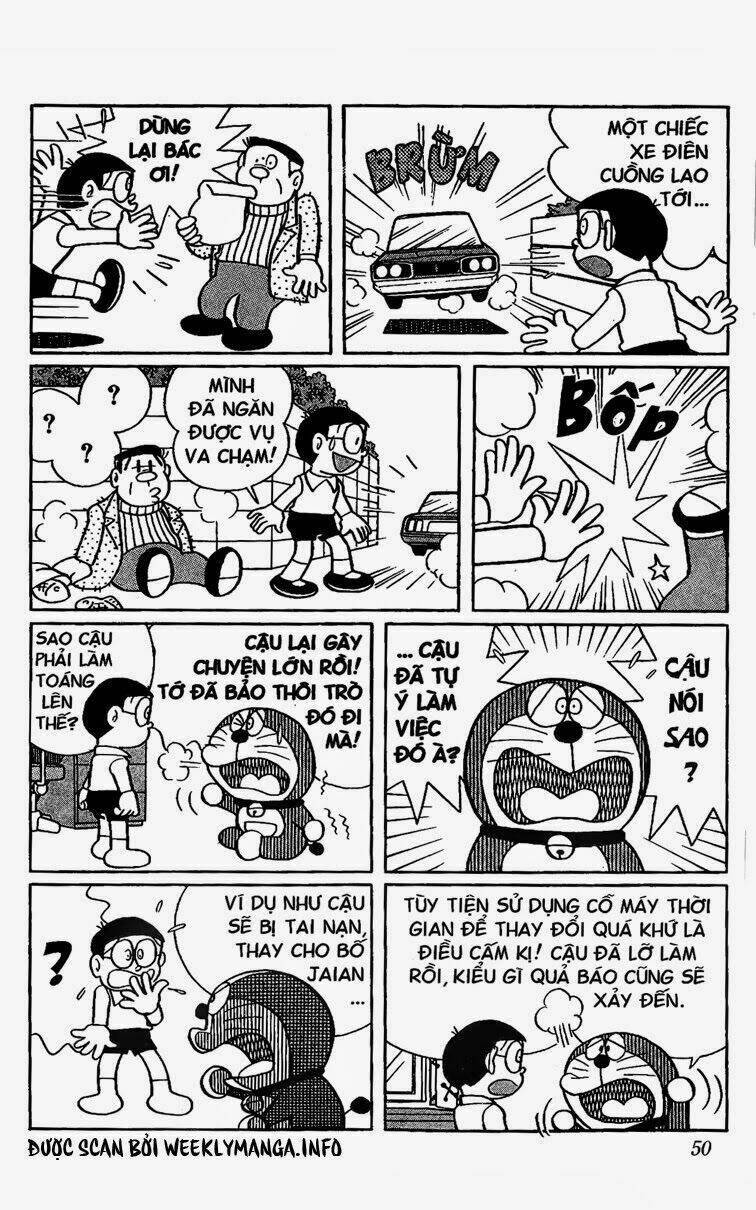 DỪNG
LẠI BÁC
ƠI!
BRỪM
MỘT CHIẾC
XE ĐIÊN
CUỒNG LAO
TỚI...
?
?
?
MÌNH
ĐÃ NGĂN
ĐƯỢC VỤ
VA CHẠM!
BỐP
SAO CẬU
PHẢI LÀM
TOÁNG
LÊN
THẾ?
CẬU LẠI GÂY
CHUYỆN LỚN RỒI!
TỚ ĐÃ BẢO THÔI TRÒ
ĐÓ ĐI
MÀ!
... CẬU
ĐÃ TỰ
Ý LÀM
VIỆC
ĐÓ À?
CẬU
NÓI
SAO
?
?
VÍ DỤ NHƯ CẬU
SẼ BỊ TAI NẠN,
THAY CHO BỐ
JAIAN
...
TÙY TIỆN SỬ DỤNG CỖ MÁY THỜI
GIAN ĐỂ THAY ĐỔI QUÁ KHỨ LÀ
ĐIỀU CẤM KỊ! CẬU ĐÃ LỠ LÀM
RỒI, KIỂU GÌ QUẢ BÁO CŨNG SẼ
XẢY ĐẾN.
ĐƯỢC SCAN BỞI WEEKLYMANGA.INFO
50